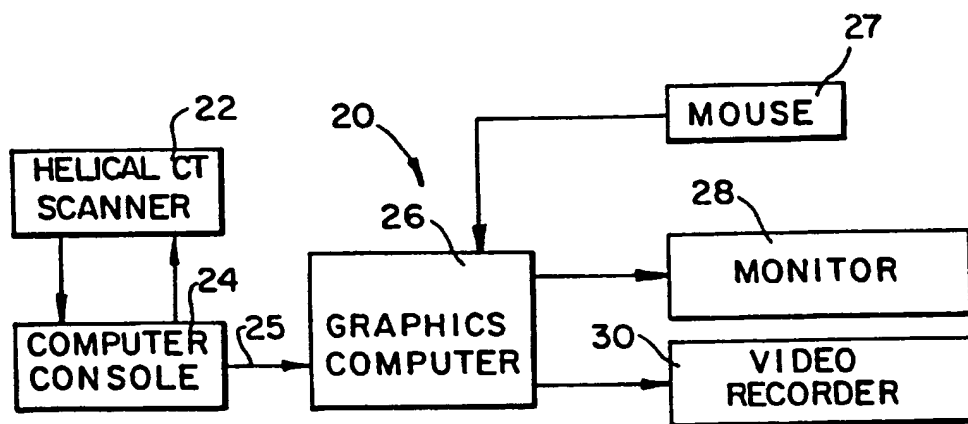 27
MOUSE
22
20
HELICAL CT
SCANNER
28
26
MONITOR
24
25
COMPUTER
CONSOLE
GRAPHICS
COMPUTER
30
VIDEO
RECORDER